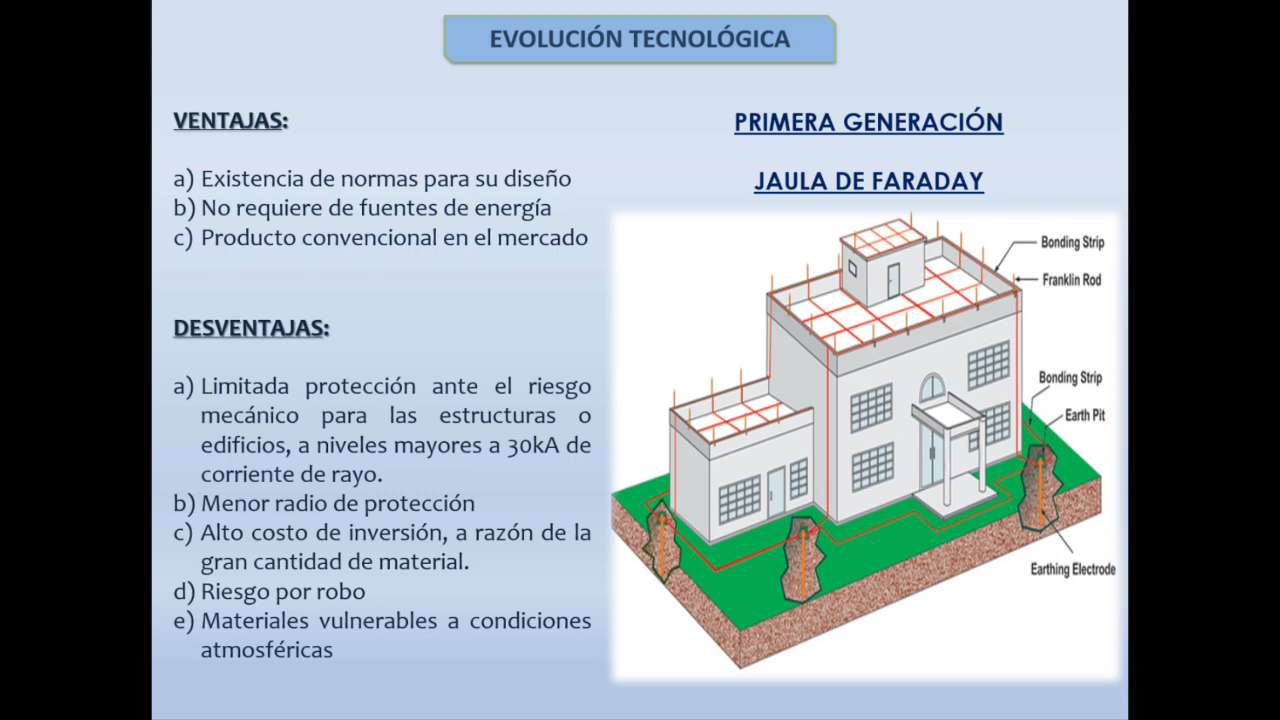 EVOLUCIÓN TECNOLÓGICA
VENTAJAS:
a) Existencia de normas para su diseño
b) No requiere de fuentes de energía
c) Producto convencional en el mercado
DESVENTAJAS:
a) Limitada protección ante el riesgo
mecánico para las estructuras o
edificios, a niveles mayores a 30kA de
corriente de rayo.
b) Menor radio de protección
c) Alto costo de inversión, a razón de la
gran cantidad de material.
d) Riesgo por robo
e) Materiales vulnerables a condiciones
atmosféricas
PRIMERA GENERACIÓN
JAULA DE FARADAY
Bonding Strip
Franklin Rod
Bonding Strip
Earth Pit
Earthing Electrode